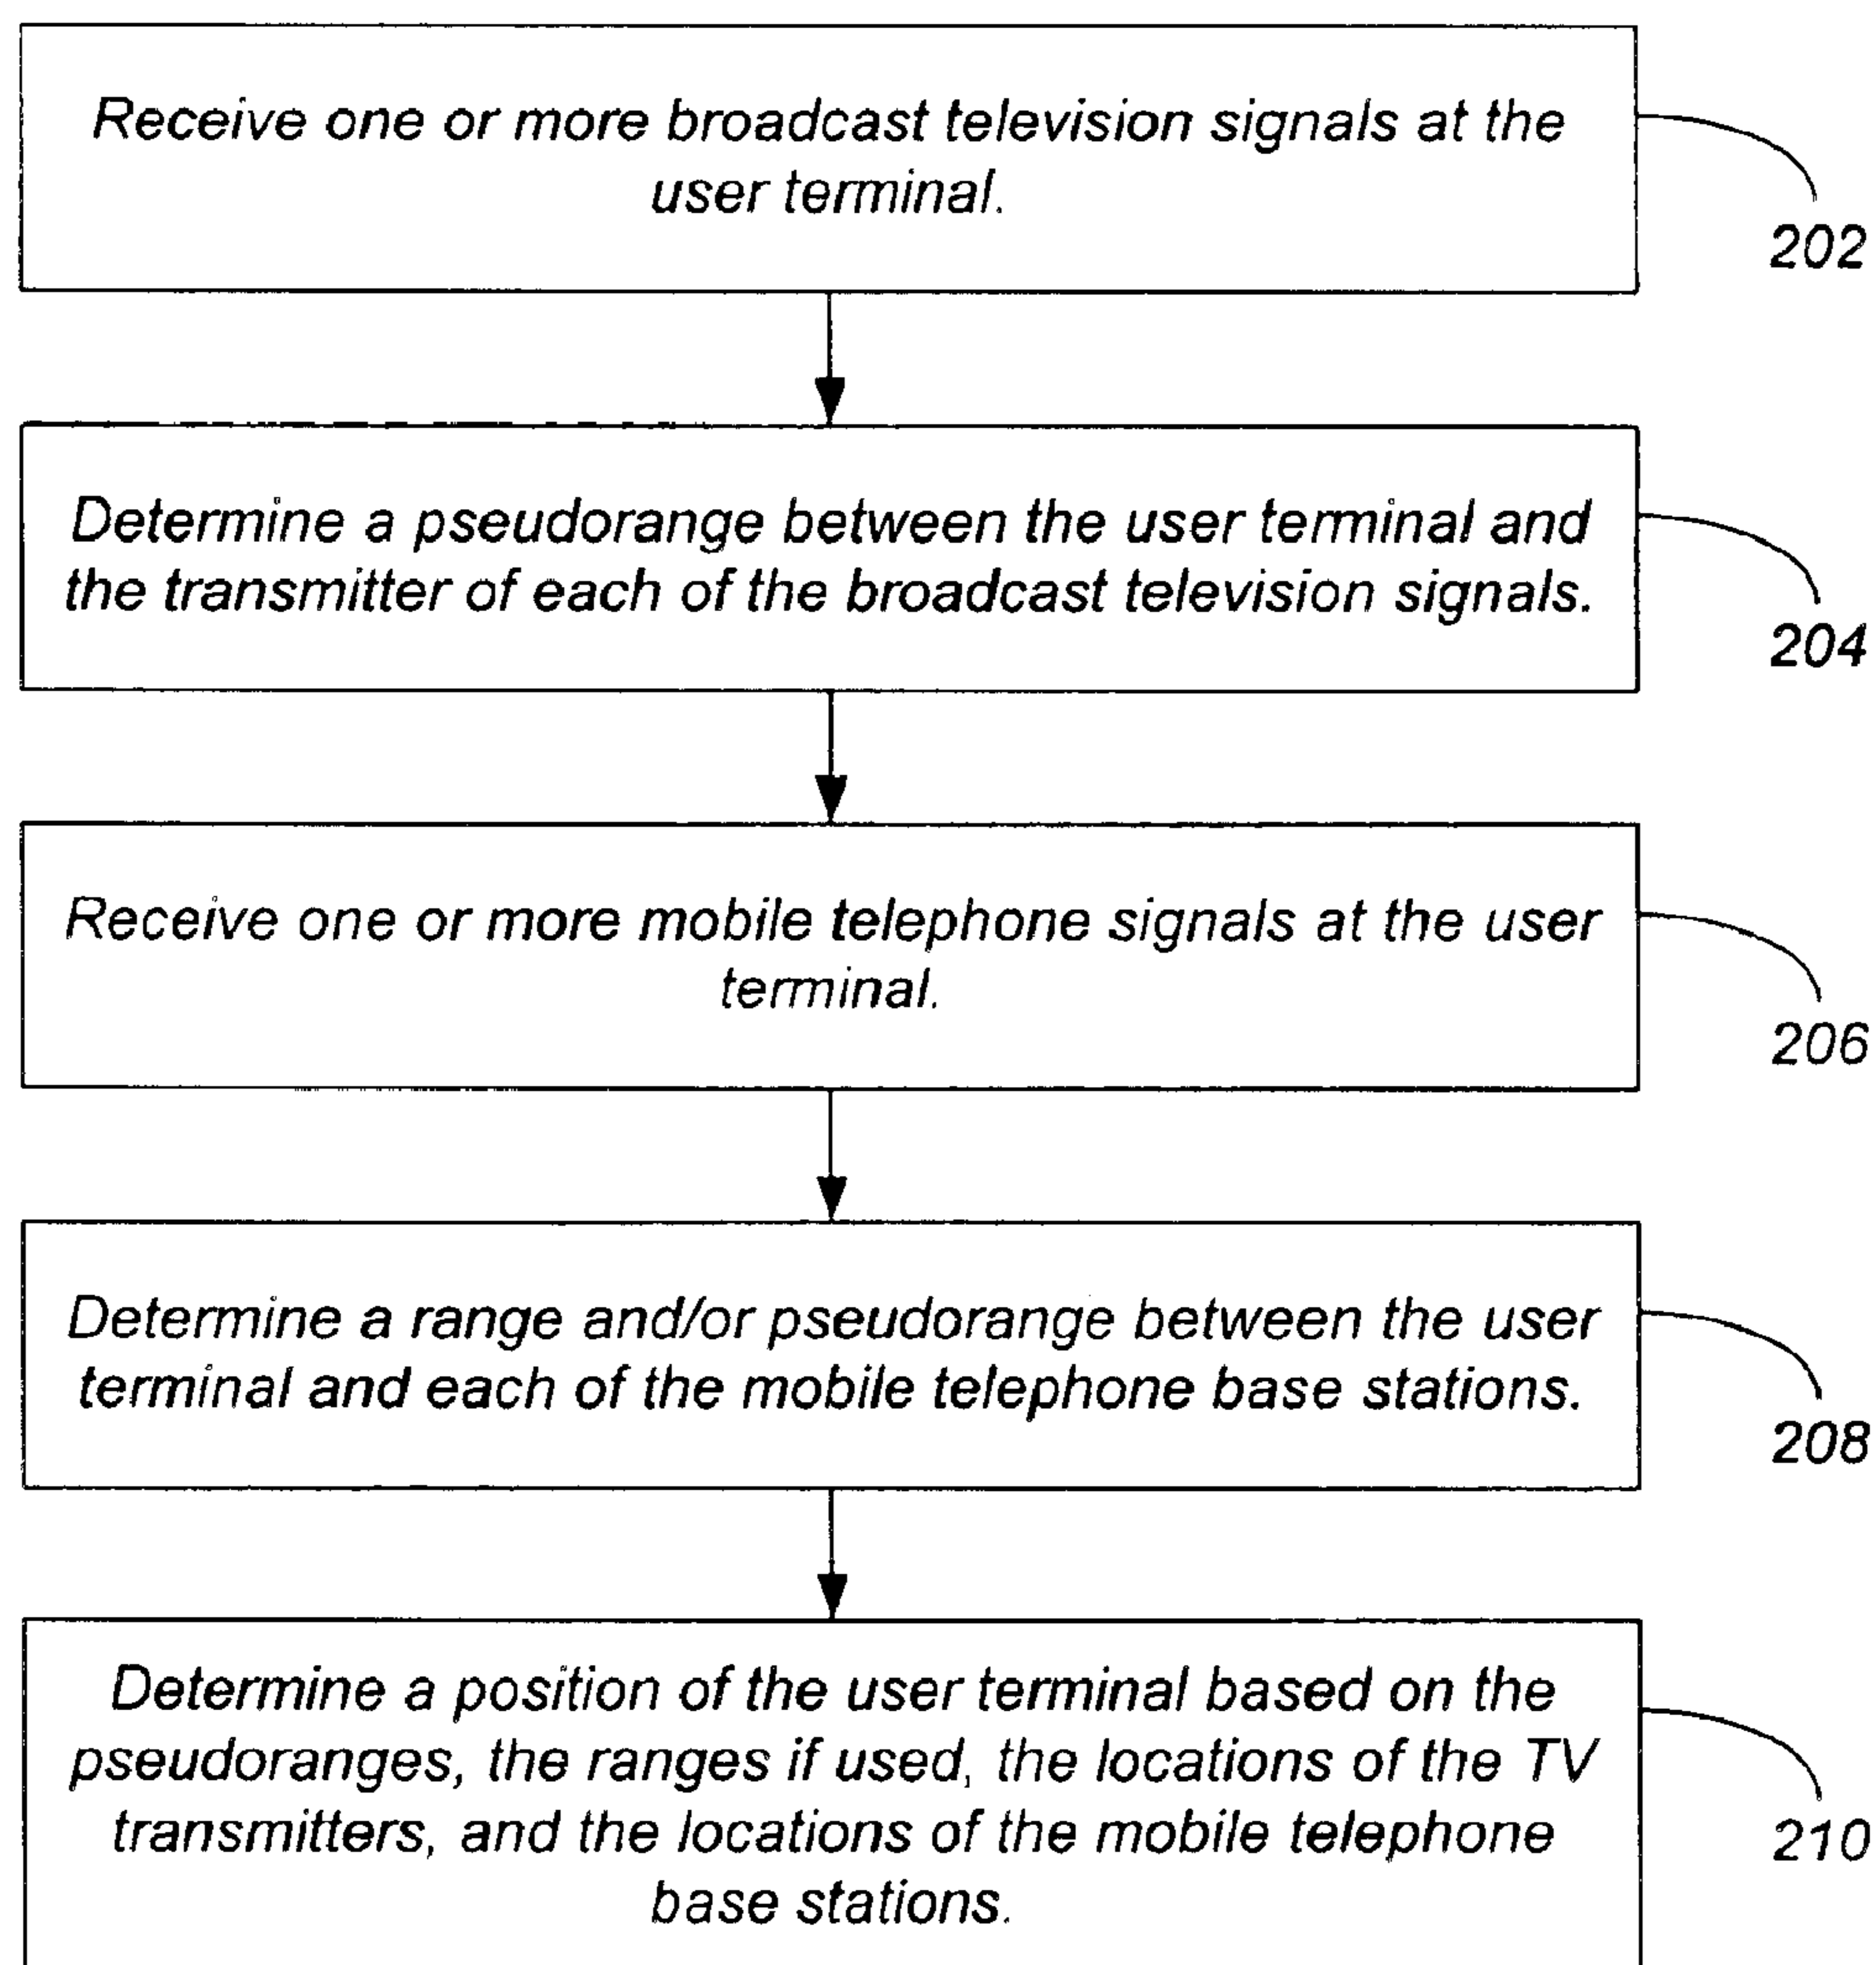 Receive one or more broadcast television signals at the
user terminal.
202
Determine a pseudorange between the user terminal and
the transmitter of each of the broadcast television signals.
204
Receive one or more mobile telephone signals at the user
terminal.
206
Determine a range and/or pseudorange between the user
terminal and each of the mobile telephone base stations.
208
Determine a position of the user terminal based on the
pseudoranges, the ranges if used, the locations of the TV
transmitters, and the locations of the mobile telephone
base stations.
210